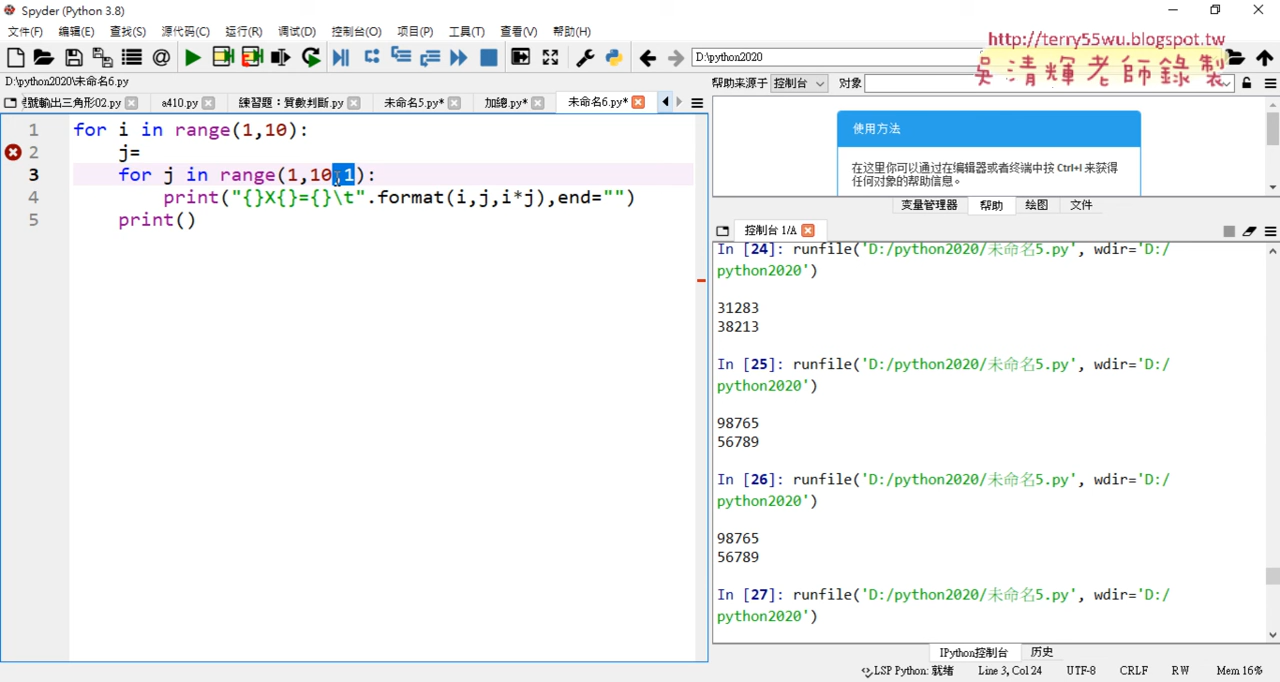 Spyder (Python 3.8)
文件(F) 编辑(E) 查找(S) 源代码(C) 运行(R) 调试(D) 控制台(O) 项目(P) 工具(T) 查看(V) 帮助(H)
D:\python2020
http://terry55wu.blogspot.tw
吳清輝老師錄製
D:\python2020\未命名6.py
帮助来源于 控制台 对象
號輸出三角形02.py a410.py 練習題：質數判斷.py 未命名5.py* 加總.py* 未命名6.py*
1 for i in range(1,10):
2 j=
3 for j in range(1,10,1):
4 print("{}X{}={}\t".format(i,j,i*j),end="")
5 print()
使用方法
在这里你可以通过在编辑器或者终端中按 Ctrl+I 来获得
任何对象的帮助信息。
变量管理器 帮助 绘图 文件
控制台 1/A
In [24]: runfile('D:/python2020/未命名5.py', wdir='D:/
python2020')
31283
38213
In [25]: runfile('D:/python2020/未命名5.py', wdir='D:/
python2020')
98765
56789
In [26]: runfile('D:/python2020/未命名5.py', wdir='D:/
python2020')
98765
56789
In [27]: runfile('D:/python2020/未命名5.py', wdir='D:/
python2020')
IPython控制台 历史
LSP Python: 就绪 Line 3, Col 24 UTF-8 CRLF RW Mem 16%